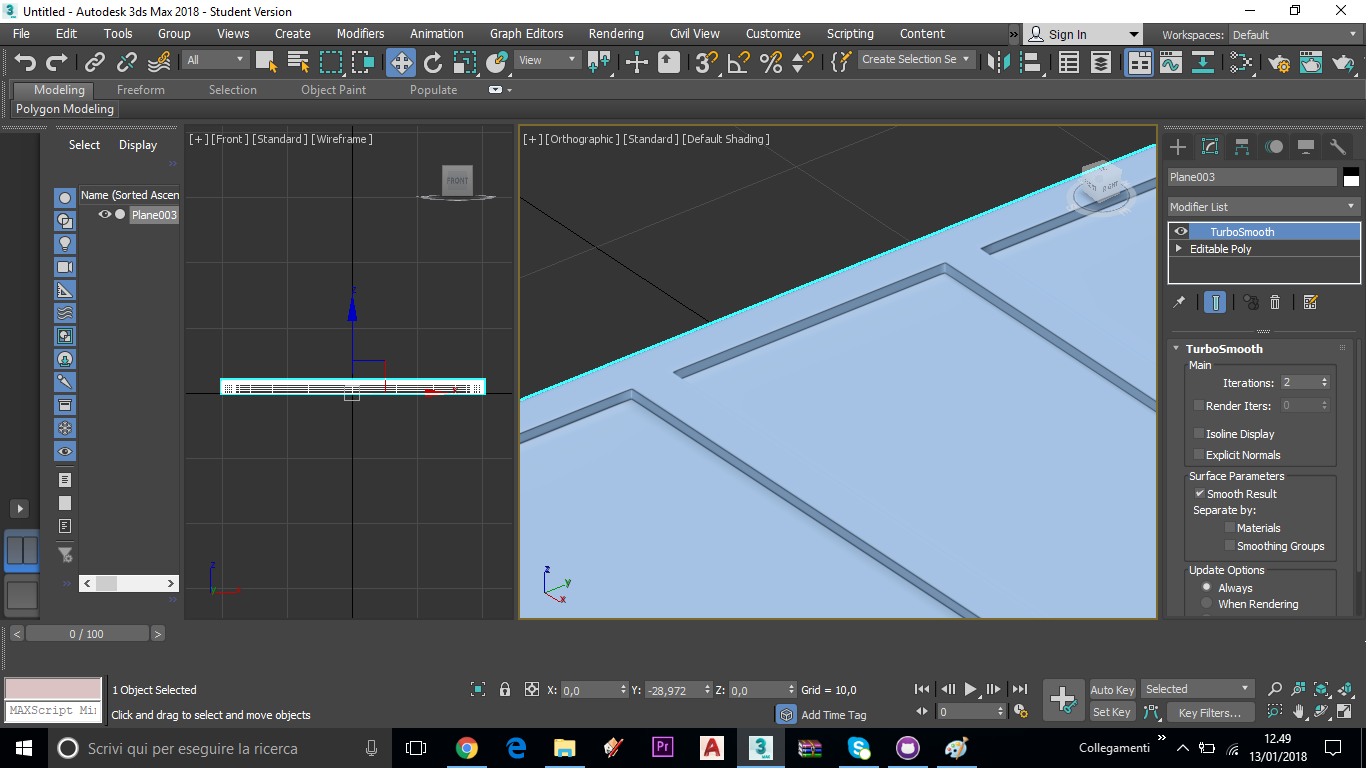 Untitled - Autodesk 3ds Max 2018 - Student Version
File Edit Tools Group Views Create Modifiers Animation Graph Editors Rendering Civil View Customize Scripting Content » Sign In Workspaces: Default
All View Create Selection Se
Modeling Freeform Selection Object Paint Populate
Polygon Modeling
Select Display
Name (Sorted Ascen
Plane003
[+] [Front] [Standard] [Wireframe]
FRONT
z
x
z
[+] [Orthographic] [Standard] [Default Shading]
RIGHT
z
y
x
Plane003
Modifier List
TurboSmooth
Editable Poly
TurboSmooth
Main
Iterations: 2
Render Iters: 0
Isoline Display
Explicit Normals
Surface Parameters
Smooth Result
Separate by:
Materials
Smoothing Groups
Update Options
Always
When Rendering
< 0 / 100 >
1 Object Selected
X: 0,0 Y: -28,972 Z: 0,0 Grid = 10,0
Auto Key Selected
MAXScript Mi
Click and drag to select and move objects
Add Time Tag
0
Set Key Key Filters...
Scrivi qui per eseguire la ricerca
Pr
A
3
MAX
S
Collegamenti »
12.49
13/01/2018